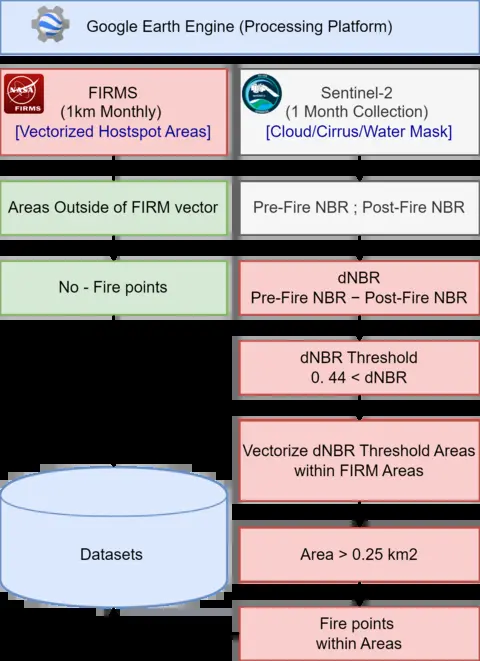 Google Earth Engine (Processing Platform)
NASA
FIRMS
FIRMS
(1km Monthly)
[Vectorized Hostspot Areas]
Sentinel-2
(1 Month Collection)
[Cloud/Cirrus/Water Mask]
Areas Outside of FIRM vector
Pre-Fire NBR ; Post-Fire NBR
No - Fire points
dNBR
Pre-Fire NBR − Post-Fire NBR
dNBR Threshold
0. 44 < dNBR
Vectorize dNBR Threshold Areas
within FIRM Areas
Datasets
Area > 0.25 km2
Fire points
within Areas